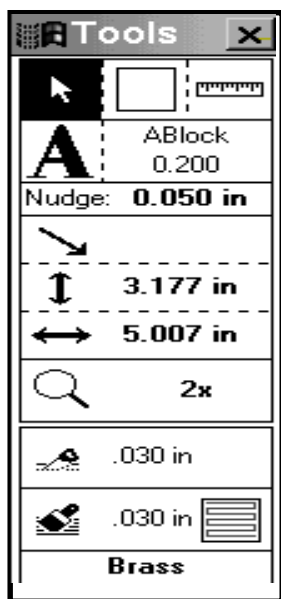 Tools
A ABlock
0.200
Nudge: 0.050 in
3.177 in
5.007 in
2x
.030 in
.030 in
Brass